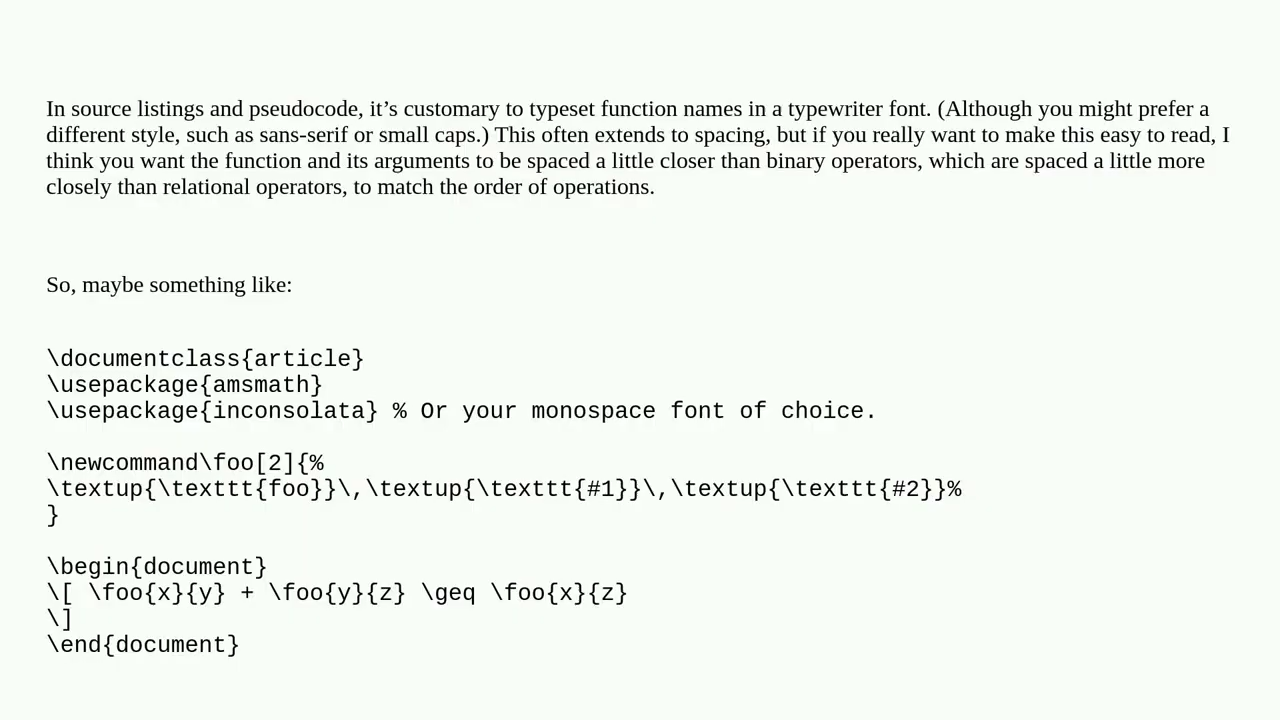 In source listings and pseudocode, it’s customary to typeset function names in a typewriter font. (Although you might prefer a
different style, such as sans-serif or small caps.) This often extends to spacing, but if you really want to make this easy to read, I
think you want the function and its arguments to be spaced a little closer than binary operators, which are spaced a little more
closely than relational operators, to match the order of operations.
So, maybe something like:
\documentclass{article}
\usepackage{amsmath}
\usepackage{inconsolata} % Or your monospace font of choice.
\newcommand\foo[2]{%
\textup{\texttt{foo}}\,\textup{\texttt{#1}}\,\textup{\texttt{#2}}%
}
\begin{document}
\[ \foo{x}{y} + \foo{y}{z} \geq \foo{x}{z}
\]
\end{document}